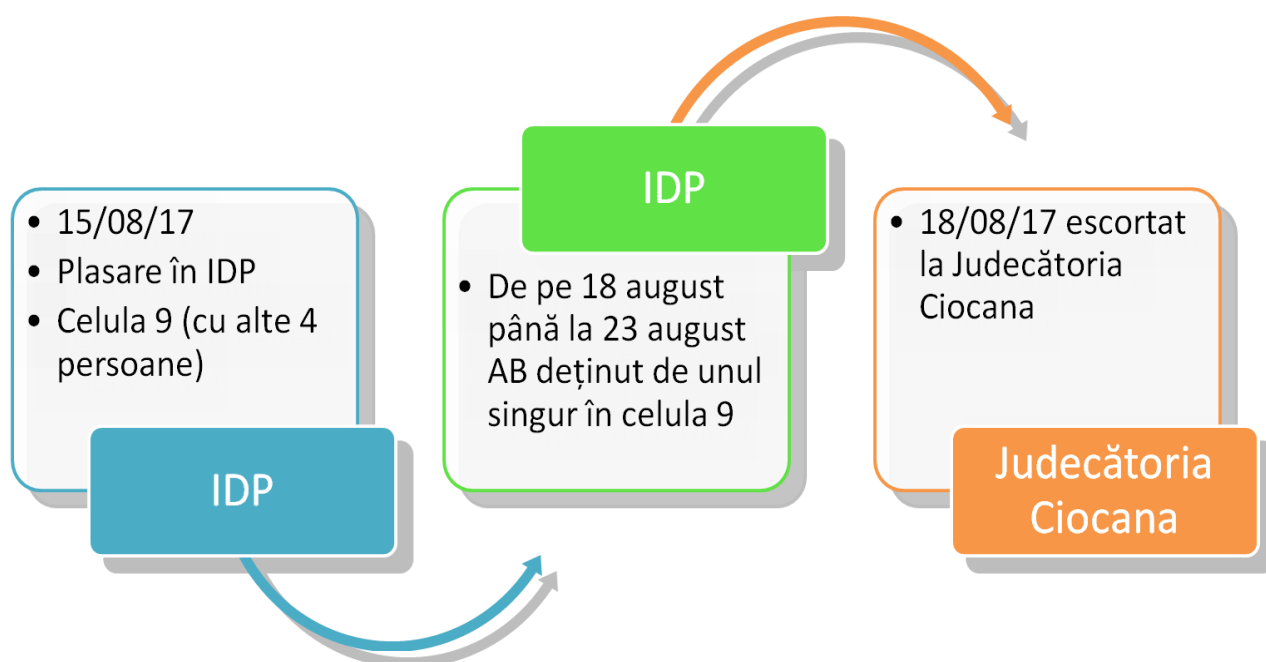 • 15/08/17
• Plasare în IDP
• Celula 9 (cu alte 4
persoane)
IDP
IDP
• De pe 18 august
până la 23 august
AB deținut de unul
singur în celula 9
• 18/08/17 escortat
la Judecătoria
Ciocana
Judecătoria
Ciocana